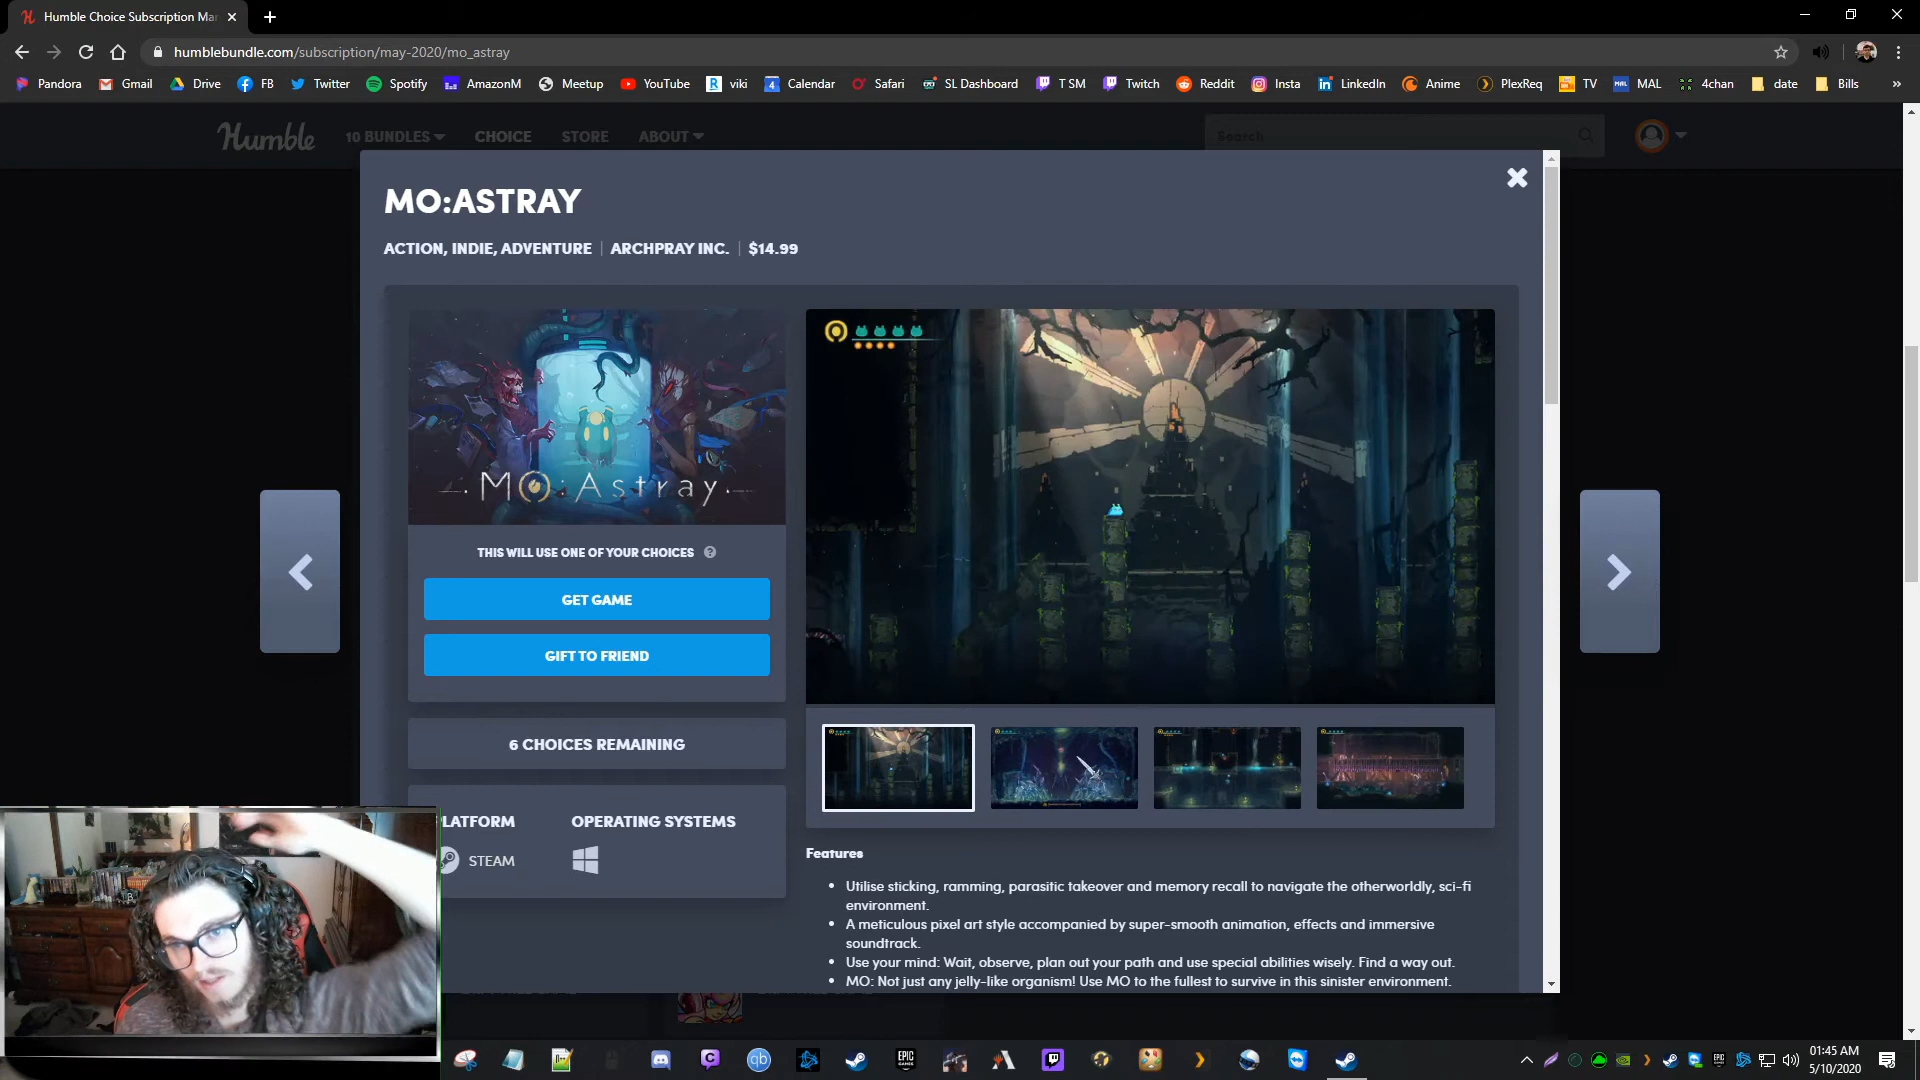 Humble Choice Subscription Mar
humblebundle.com/subscription/may-2020/mo_astray
Pandora Gmail Drive FB Twitter Spotify AmazonM Meetup YouTube viki Calendar Safari SL Dashboard T SM Twitch Reddit Insta LinkedIn Anime PlexReq TV MAL 4chan date Bills »
Humble 10 BUNDLES CHOICE STORE ABOUT Search
MO:ASTRAY
ACTION, INDIE, ADVENTURE | ARCHPRAY INC. | $14.99
MO:Astray
THIS WILL USE ONE OF YOUR CHOICES ?
GET GAME
GIFT TO FRIEND
6 CHOICES REMAINING
LATFORM OPERATING SYSTEMS
STEAM
Features
• Utilise sticking, ramming, parasitic takeover and memory recall to navigate the otherworldly, sci-fi
environment.
• A meticulous pixel art style accompanied by super-smooth animation, effects and immersive
soundtrack.
• Use your mind: Wait, observe, plan out your path and use special abilities wisely. Find a way out.
• MO: Not just any jelly-like organism! Use MO to the fullest to survive in this sinister environment.
01:45 AM
5/10/2020